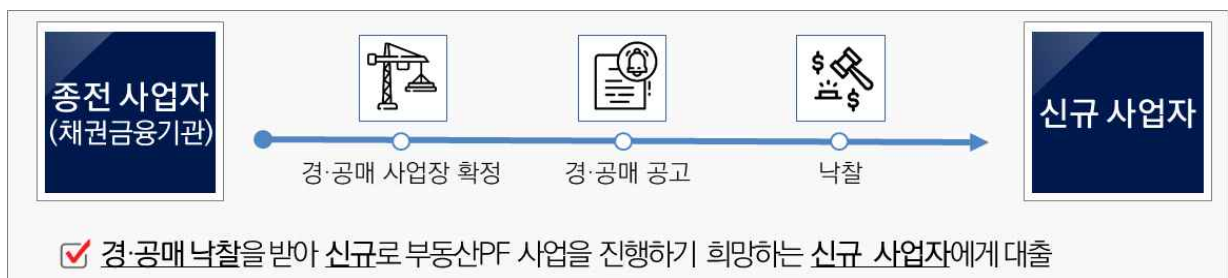 종전 사업자
(채권금융기관)
경·공매 사업장 확정
경·공매 공고
낙찰
신규 사업자
경·공매 낙찰을 받아 신규로 부동산PF 사업을 진행하기 희망하는 신규 사업자에게 대출